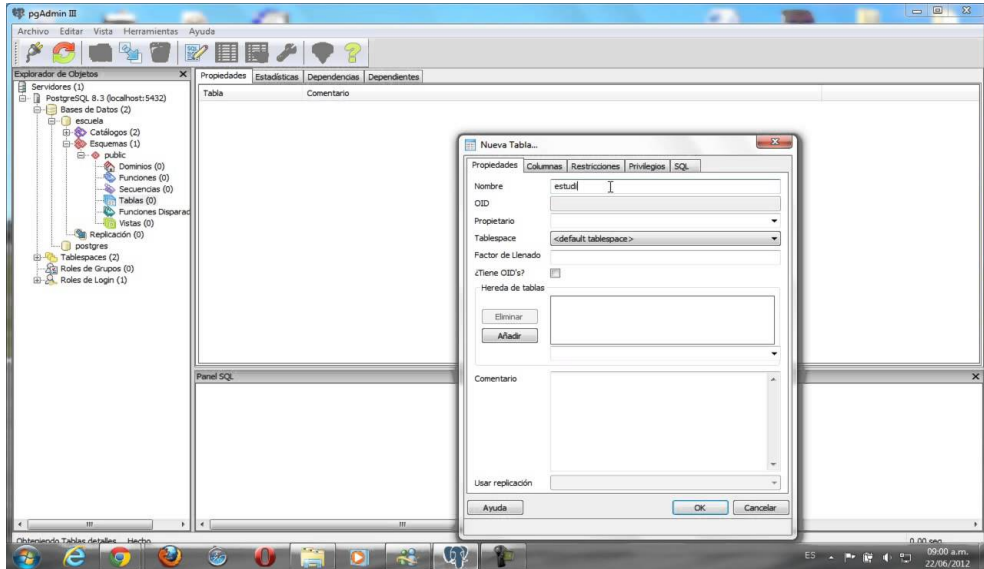 pgAdmin III
Archivo Editar Vista Herramientas Ayuda
Explorador de Objetos
Servidores (1)
PostgreSQL 8.3 (localhost:5432)
Bases de Datos (2)
escuela
Catálogos (2)
Esquemas (1)
public
Dominios (0)
Funciones (0)
Secuencias (0)
Tablas (0)
Funciones Disparad
Vistas (0)
Replicación (0)
postgres
Tablespaces (2)
Roles de Grupos (0)
Roles de Login (1)
Propiedades Estadísticas Dependencias Dependientes
Tabla Comentario
Panel SQL
Nueva Tabla...
Propiedades Columnas Restricciones Privilegios SQL
Nombre estudi
OID
Propietario
Tablespace <default tablespace>
Factor de Llenado
¿Tiene OID's?
Hereda de tablas
Eliminar
Añadir
Comentario
Usar replicación
Ayuda OK Cancelar
Obteniendo Tablas detalles Hecho. 0.00 seg
ES 09:00 a.m.
22/06/2012